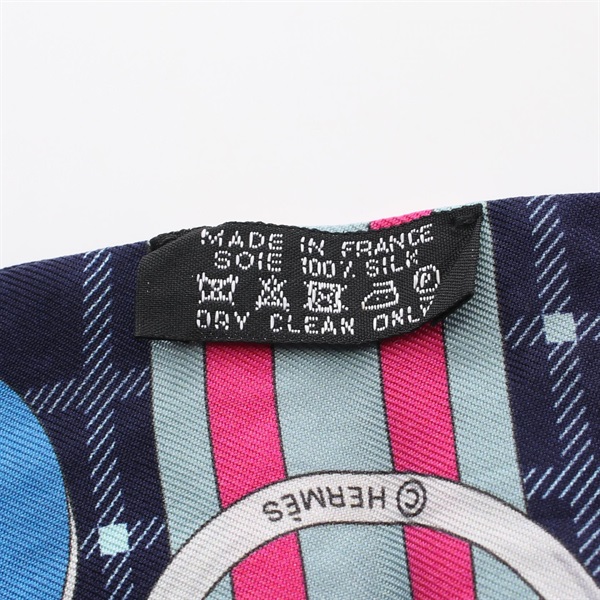 MADE IN FRANCE
SOIE 100% SILK
P
DRY CLEAN ONLY
© HERMÈS